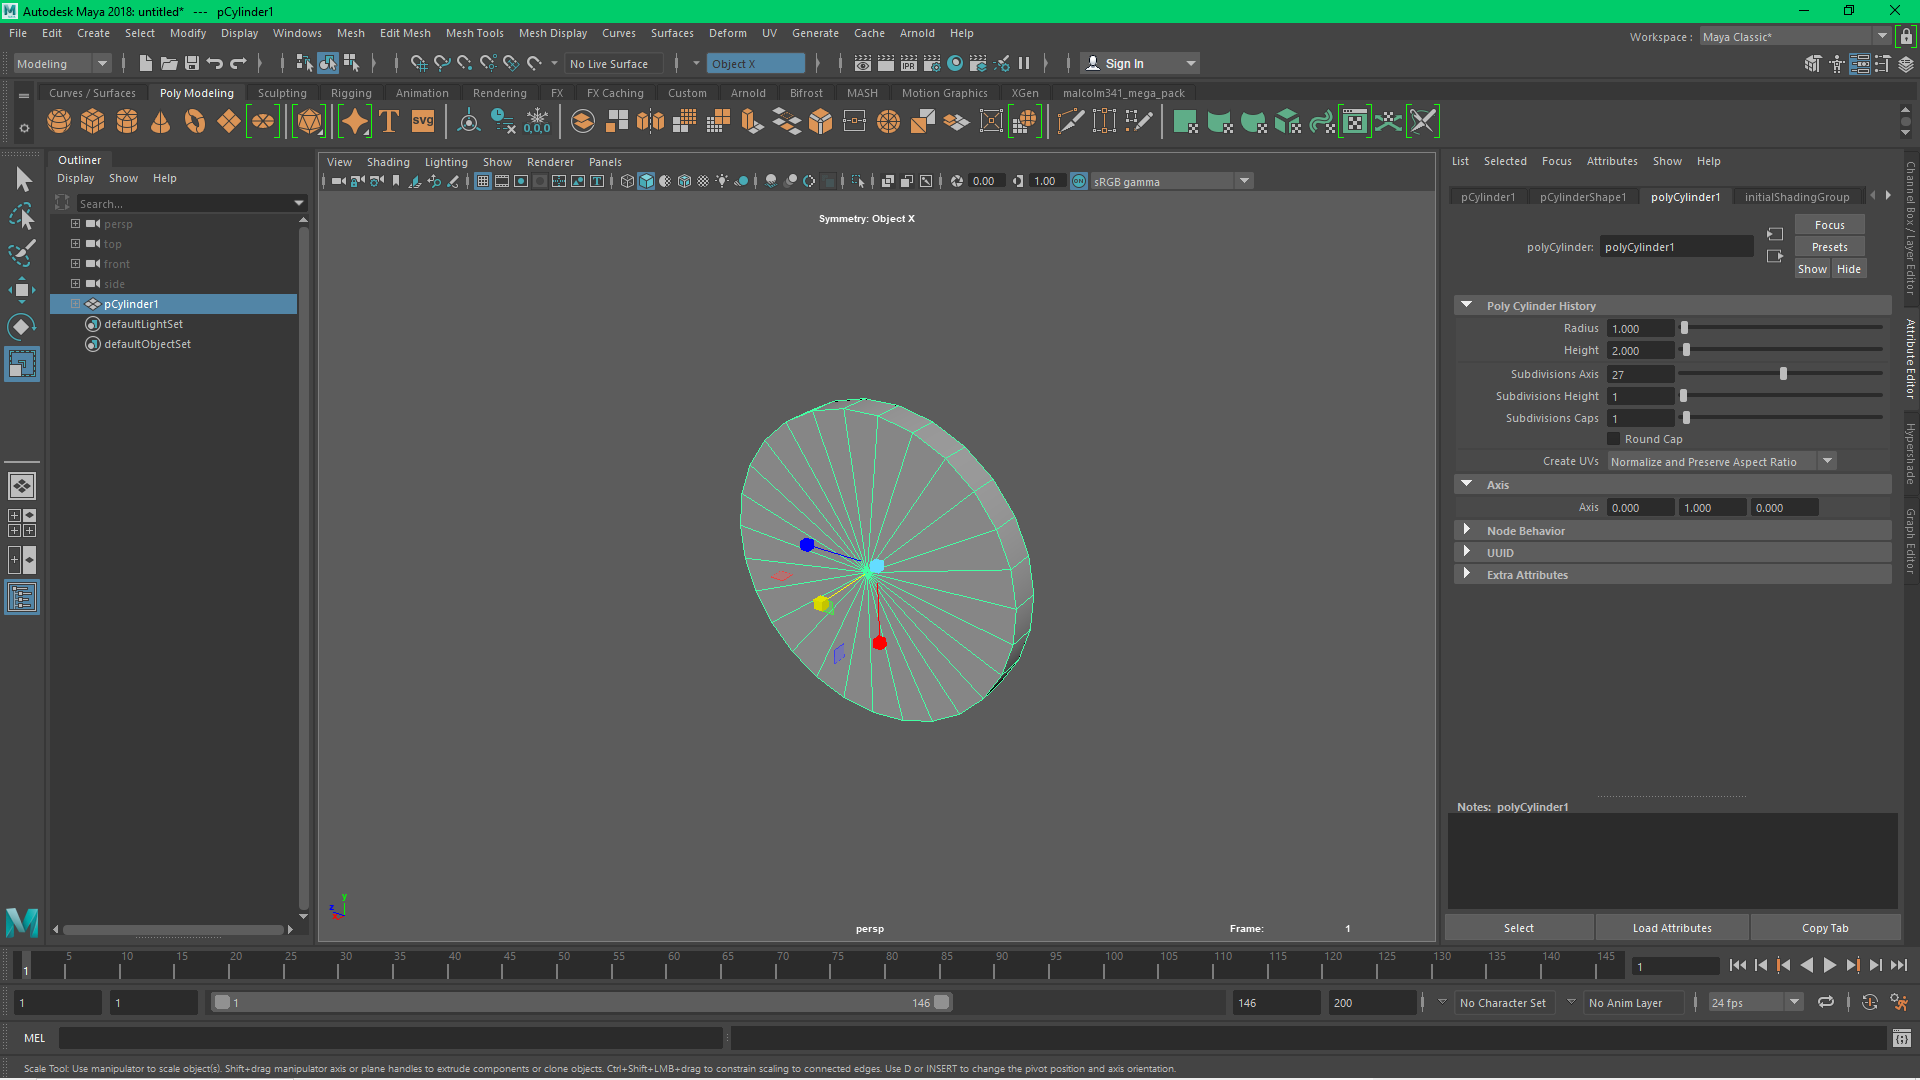 Autodesk Maya 2018: untitled*   ---   pCylinder1
File Edit Create Select Modify Display Windows Mesh Edit Mesh Mesh Tools Mesh Display Curves Surfaces Deform UV Generate Cache Arnold Help
Workspace : Maya Classic*
Modeling No Live Surface Object X Sign In
Curves / Surfaces Poly Modeling Sculpting Rigging Animation Rendering FX FX Caching Custom Arnold Bifrost MASH Motion Graphics XGen malcolm341_mega_pack
T svg 0,0,0
Outliner
Display Show Help
Search...
persp
top
front
side
pCylinder1
defaultLightSet
defaultObjectSet
View Shading Lighting Show Renderer Panels
0.00 1.00 ON sRGB gamma
Symmetry: Object X
y
z
x
persp
Frame: 1
List Selected Focus Attributes Show Help
pCylinder1 pCylinderShape1 polyCylinder1 initialShadingGroup
polyCylinder: polyCylinder1
Focus
Presets
Show Hide
Poly Cylinder History
Radius 1.000
Height 2.000
Subdivisions Axis 27
Subdivisions Height 1
Subdivisions Caps 1
Round Cap
Create UVs Normalize and Preserve Aspect Ratio
Axis
Axis 0.000 1.000 0.000
Node Behavior
UUID
Extra Attributes
Notes: polyCylinder1
Select Load Attributes Copy Tab
Channel Box / Layer Editor
Attribute Editor
Hypershade
Graph Editor
1 5 10 15 20 25 30 35 40 45 50 55 60 65 70 75 80 85 90 95 100 105 110 115 120 125 130 135 140 145 1
1 1 1 146 146 200 No Character Set No Anim Layer 24 fps
MEL
Scale Tool: Use manipulator to scale object(s). Shift+drag manipulator axis or plane handles to extrude components or clone objects. Ctrl+Shift+LMB+drag to constrain scaling to connected edges. Use D or INSERT to change the pivot position and axis orientation.